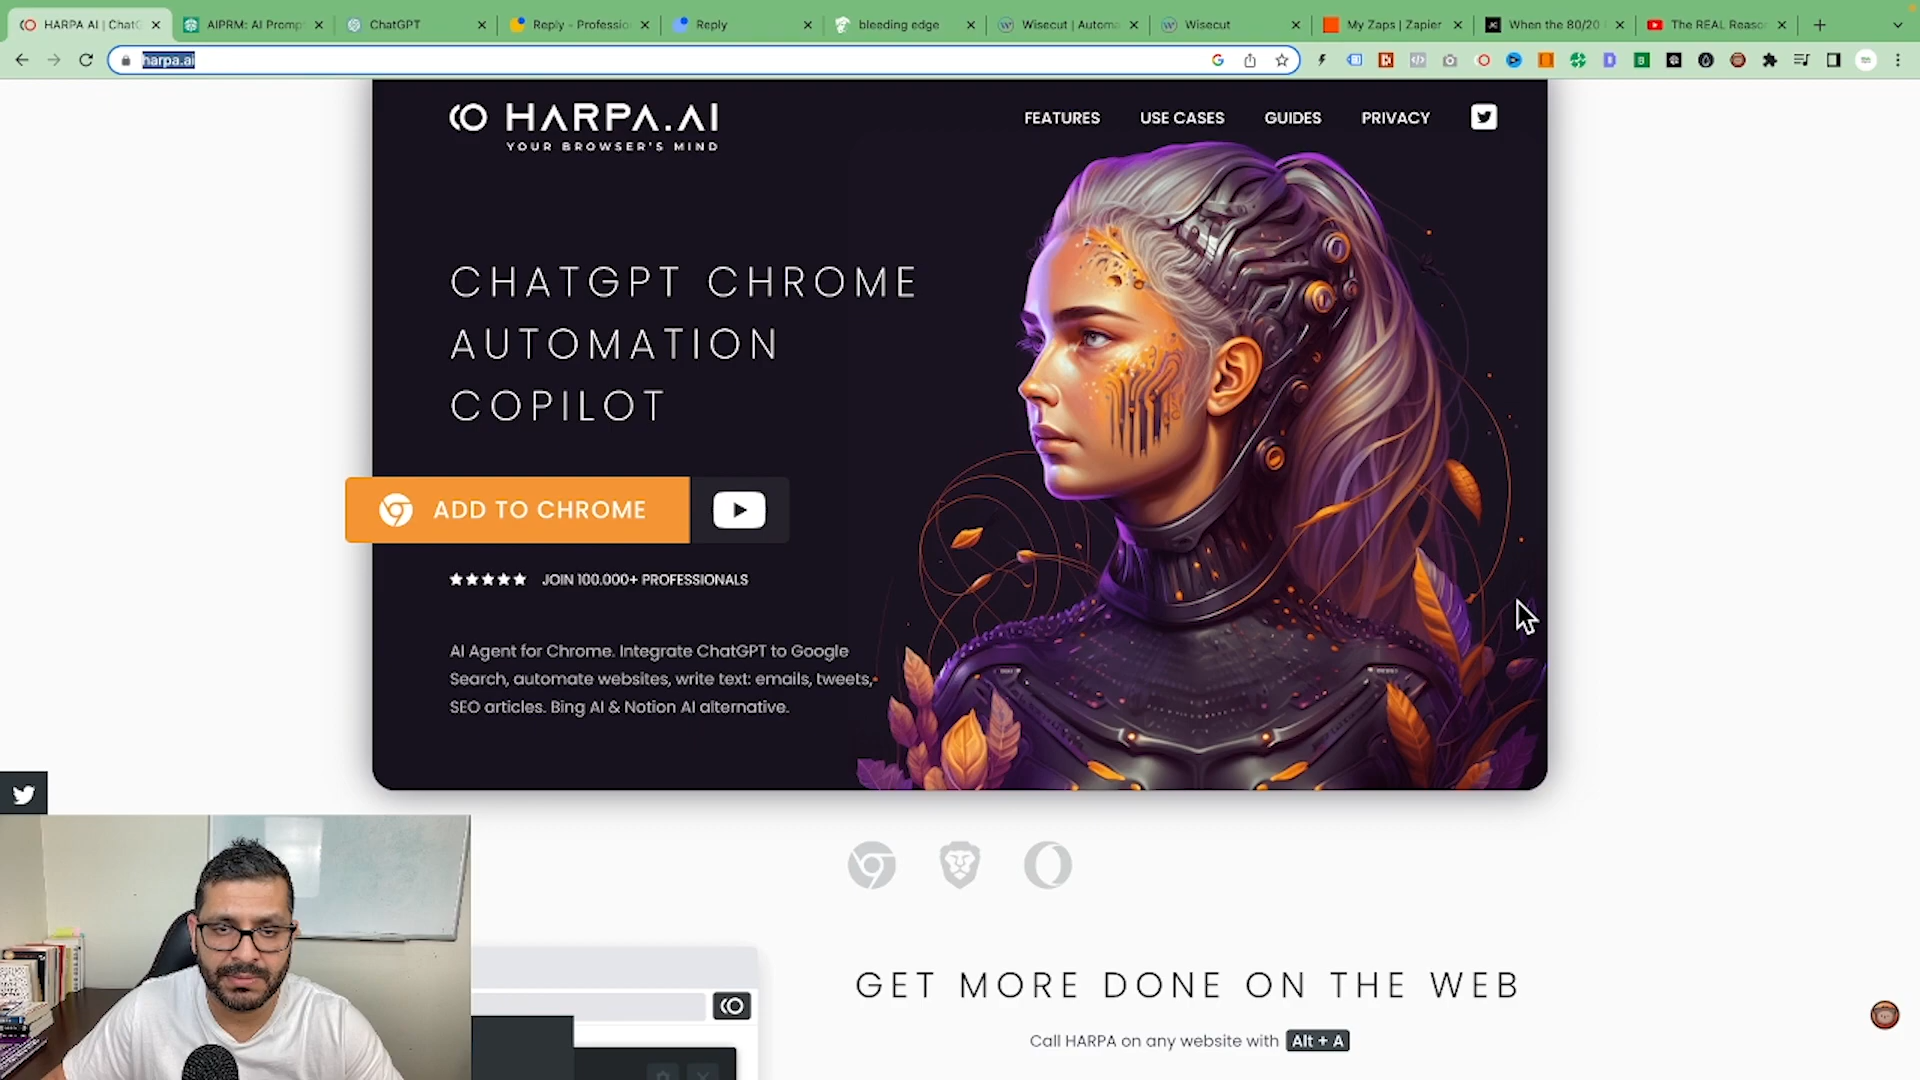 HARPA AI | ChatG
AIPRM: AI Promp
ChatGPT
Reply - Professio
Reply
bleeding edge
Wisecut | Automa
Wisecut
My Zaps | Zapier
When the 80/20
The REAL Reaso
harpa.ai
HARPA.AI
YOUR BROWSER'S MIND
FEATURES
USE CASES
GUIDES
PRIVACY
CHATGPT CHROME
AUTOMATION
COPILOT
ADD TO CHROME
JOIN 100.000+ PROFESSIONALS
AI Agent for Chrome. Integrate ChatGPT to Google
Search, automate websites, write text: emails, tweets,
SEO articles. Bing AI & Notion AI alternative.
GET MORE DONE ON THE WEB
Call HARPA on any website with Alt + A